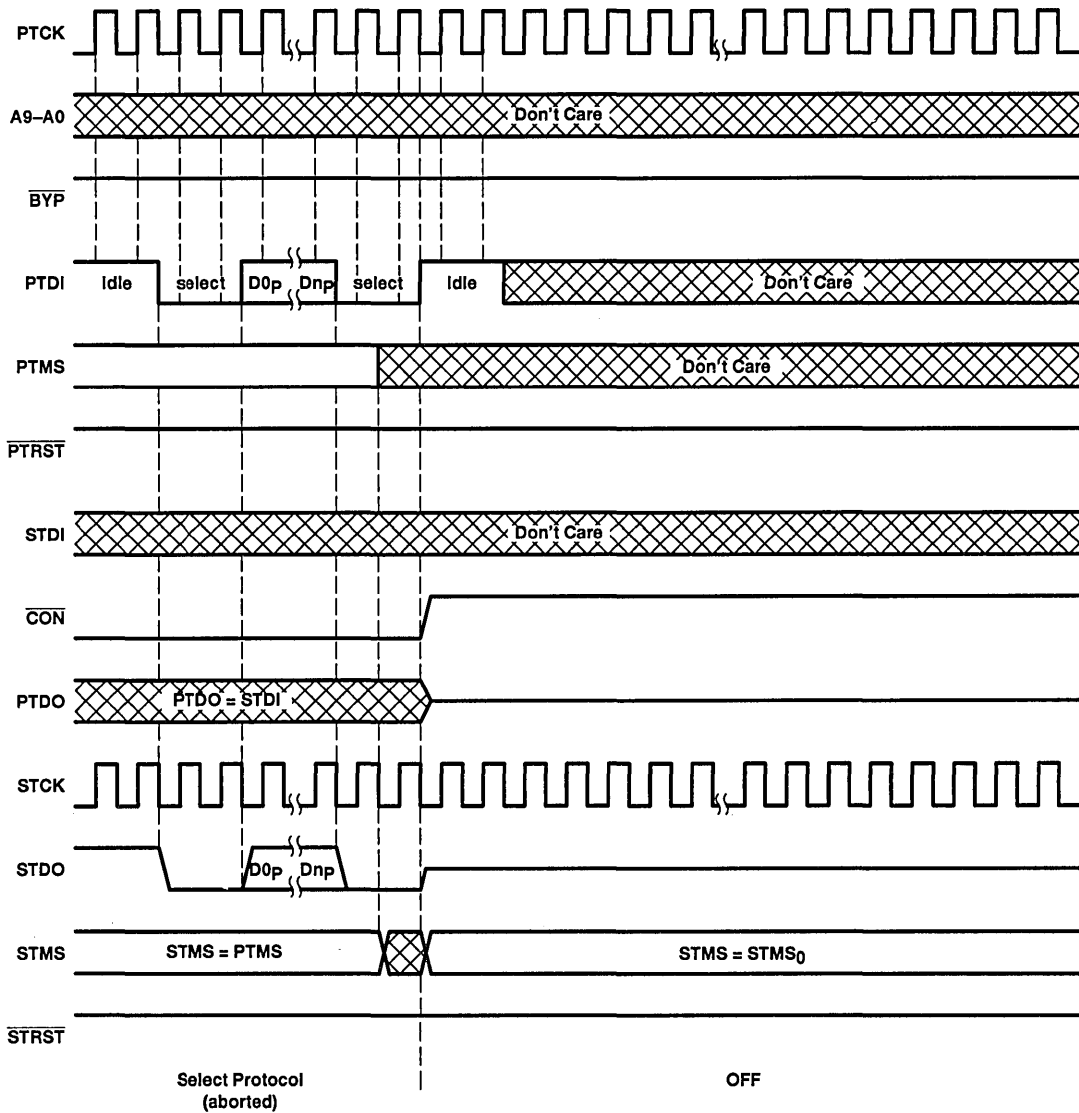 PTCK
A9–A0
Don't Care
BYP
PTDI
Idle
select
D0P
DnP
select
Idle
Don't Care
PTMS
Don't Care
PTRST
STDI
Don't Care
CON
PTDO
PTDO = STDI
STCK
STDO
D0P
DnP
STMS
STMS = PTMS
STMS = STMS0
STRST
Select Protocol
(aborted)
OFF